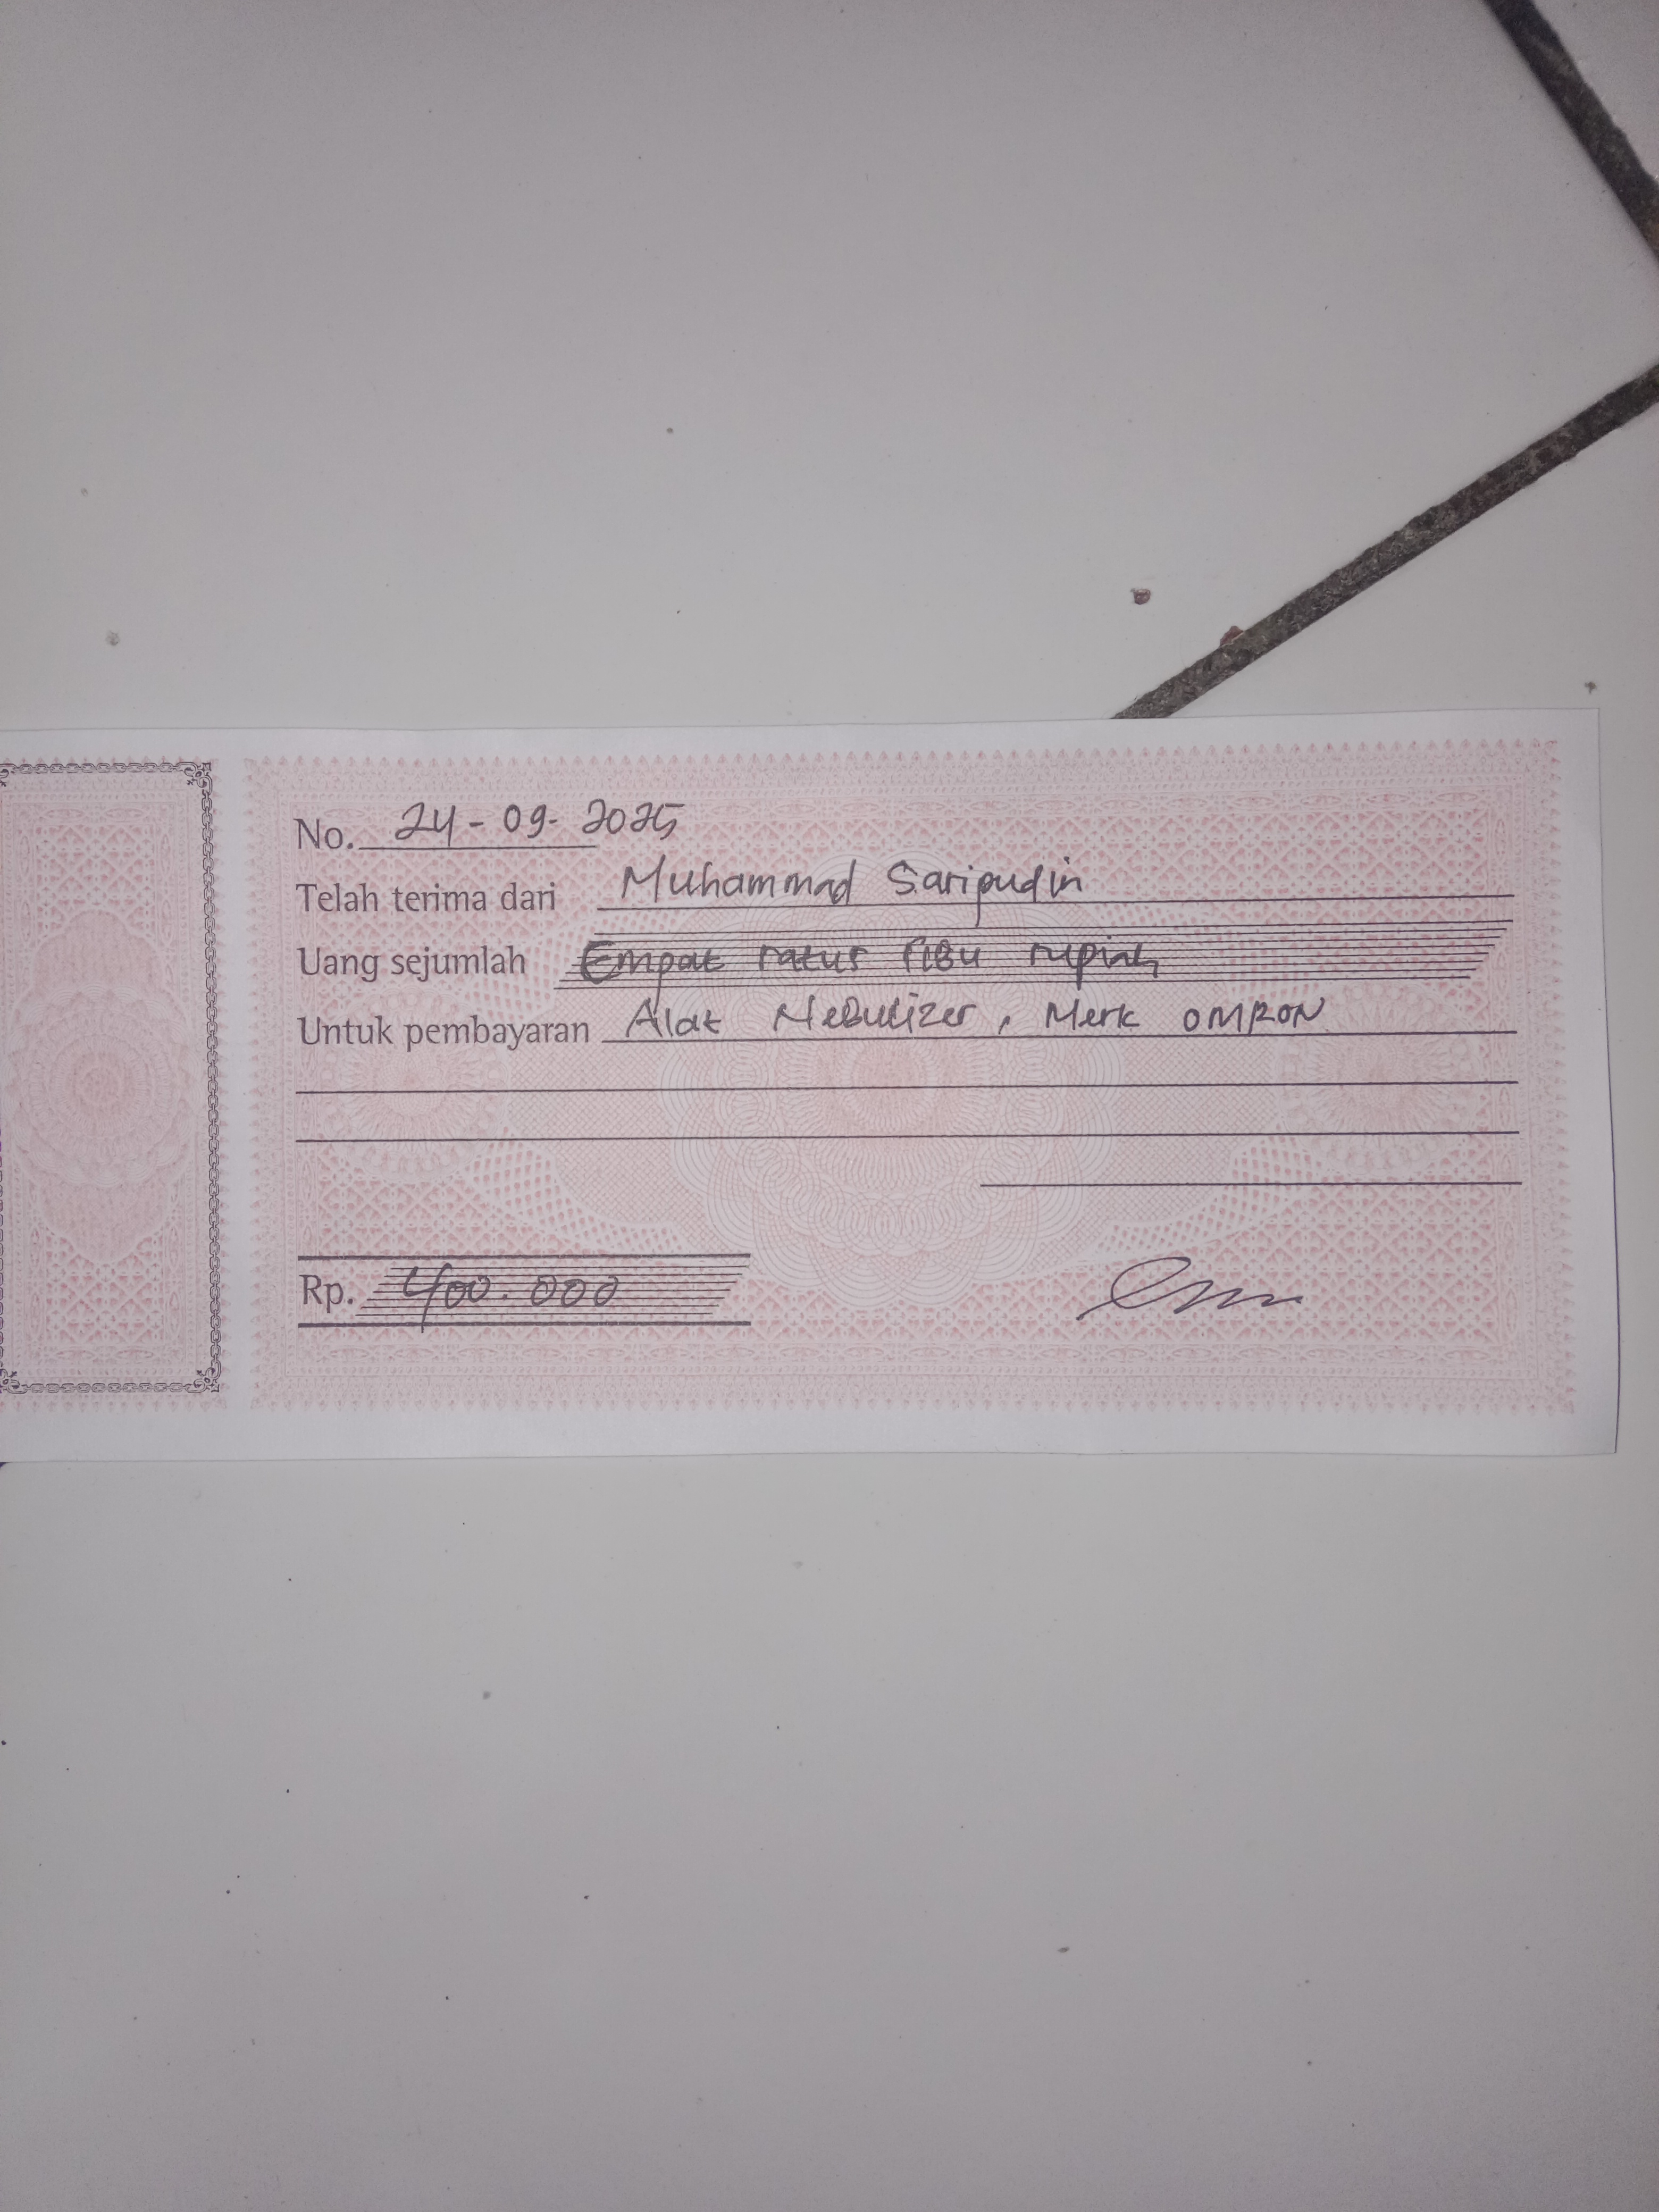 No. 24-09-2025
Telah terima dari Muhammad Saripudin
Uang sejumlah Empat ratus ribu rupiah
Untuk pembayaran Alat Nebulizer, Merk OMRON
Rp. 400.000